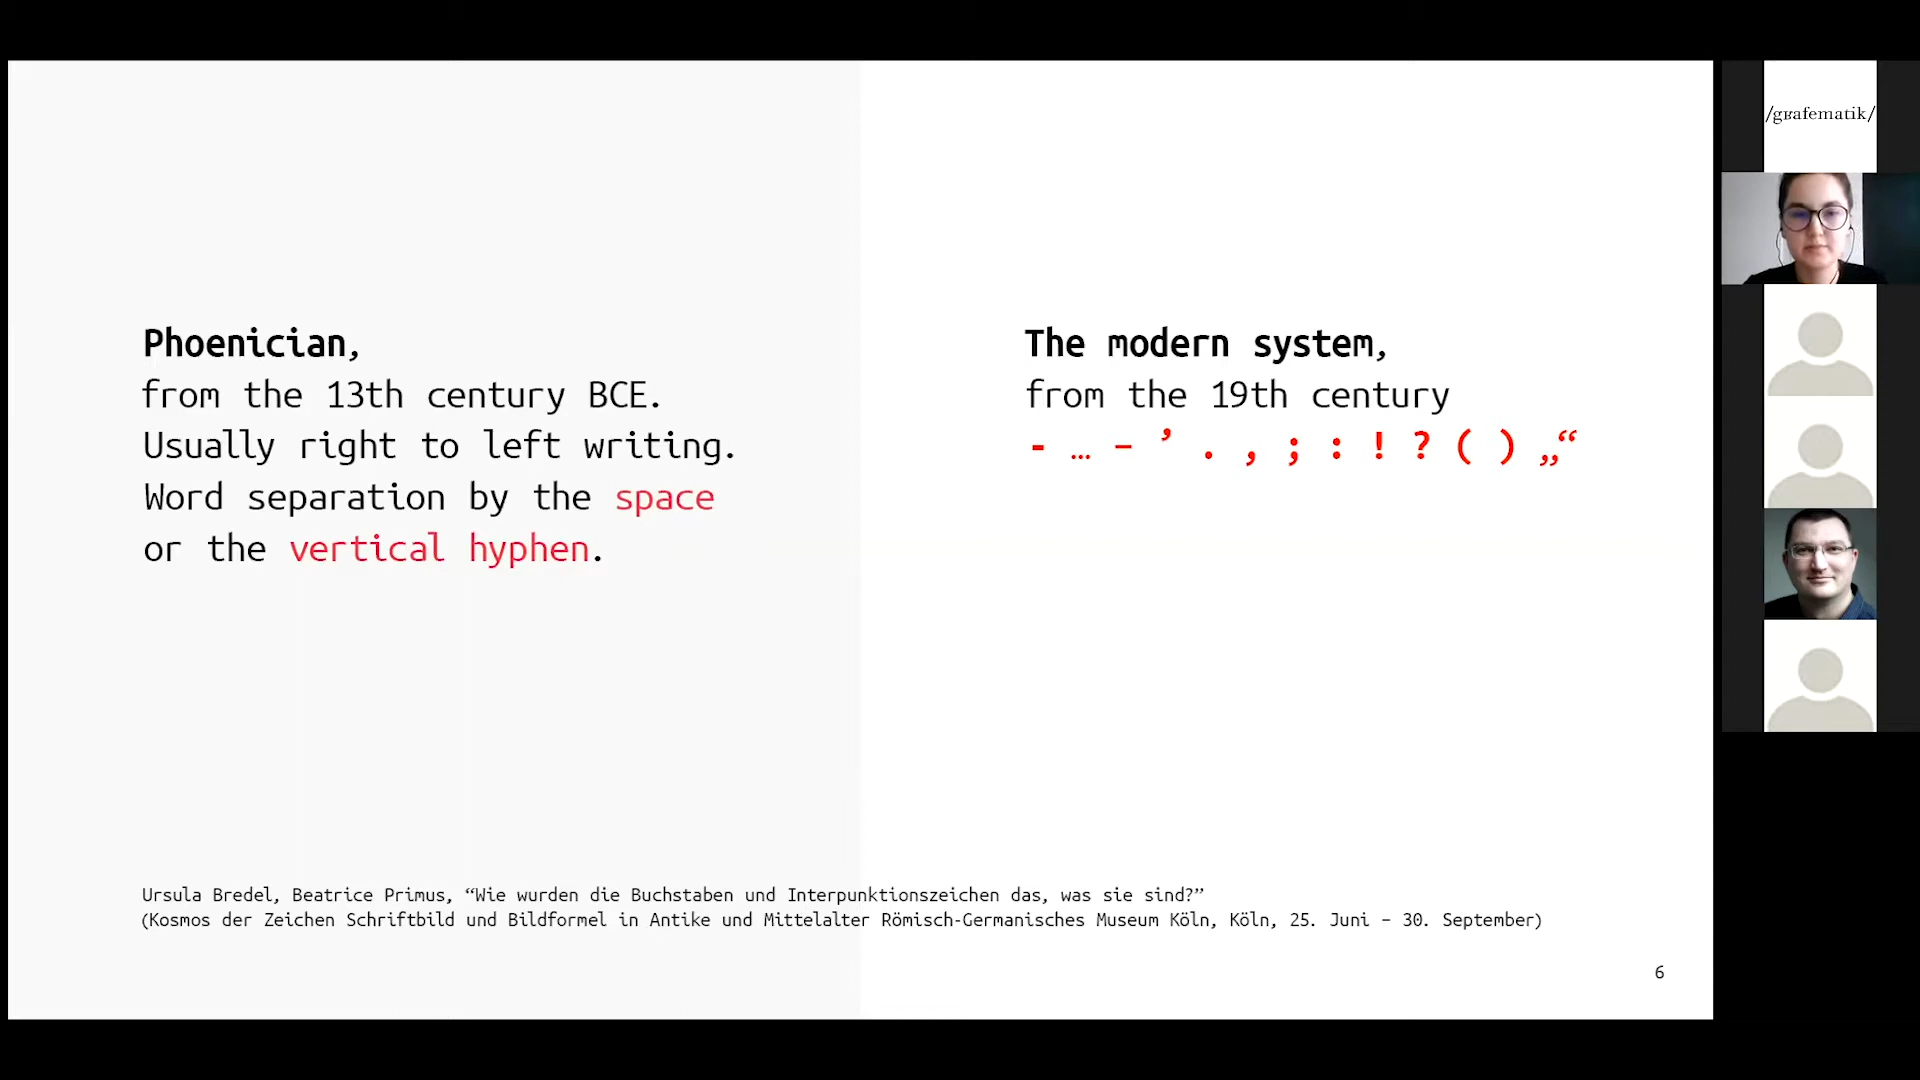 Phoenician,
from the 13th century BCE.
Usually right to left writing.
Word separation by the space
or the vertical hyphen.
The modern system,
from the 19th century
- … – ’ . , ; : ! ? ( ) „“
Ursula Bredel, Beatrice Primus, “Wie wurden die Buchstaben und Interpunktionszeichen das, was sie sind?”
(Kosmos der Zeichen Schriftbild und Bildformel in Antike und Mittelalter Römisch-Germanisches Museum Köln, Köln, 25. Juni – 30. September)
6
/gʁafematik/